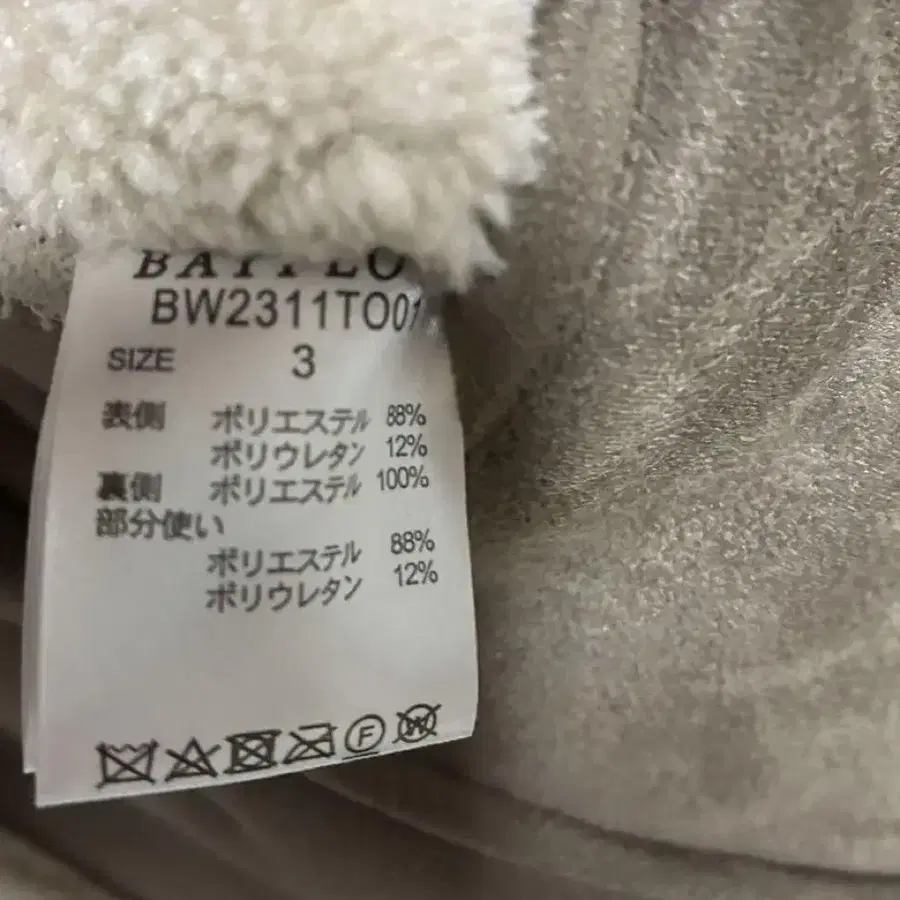 BW2311TO01
SIZE 3
表側 ポリエステル 88%
ポリウレタン 12%
裏側 ポリエステル 100%
部分使い
ポリエステル 88%
ポリウレタン 12%
F W